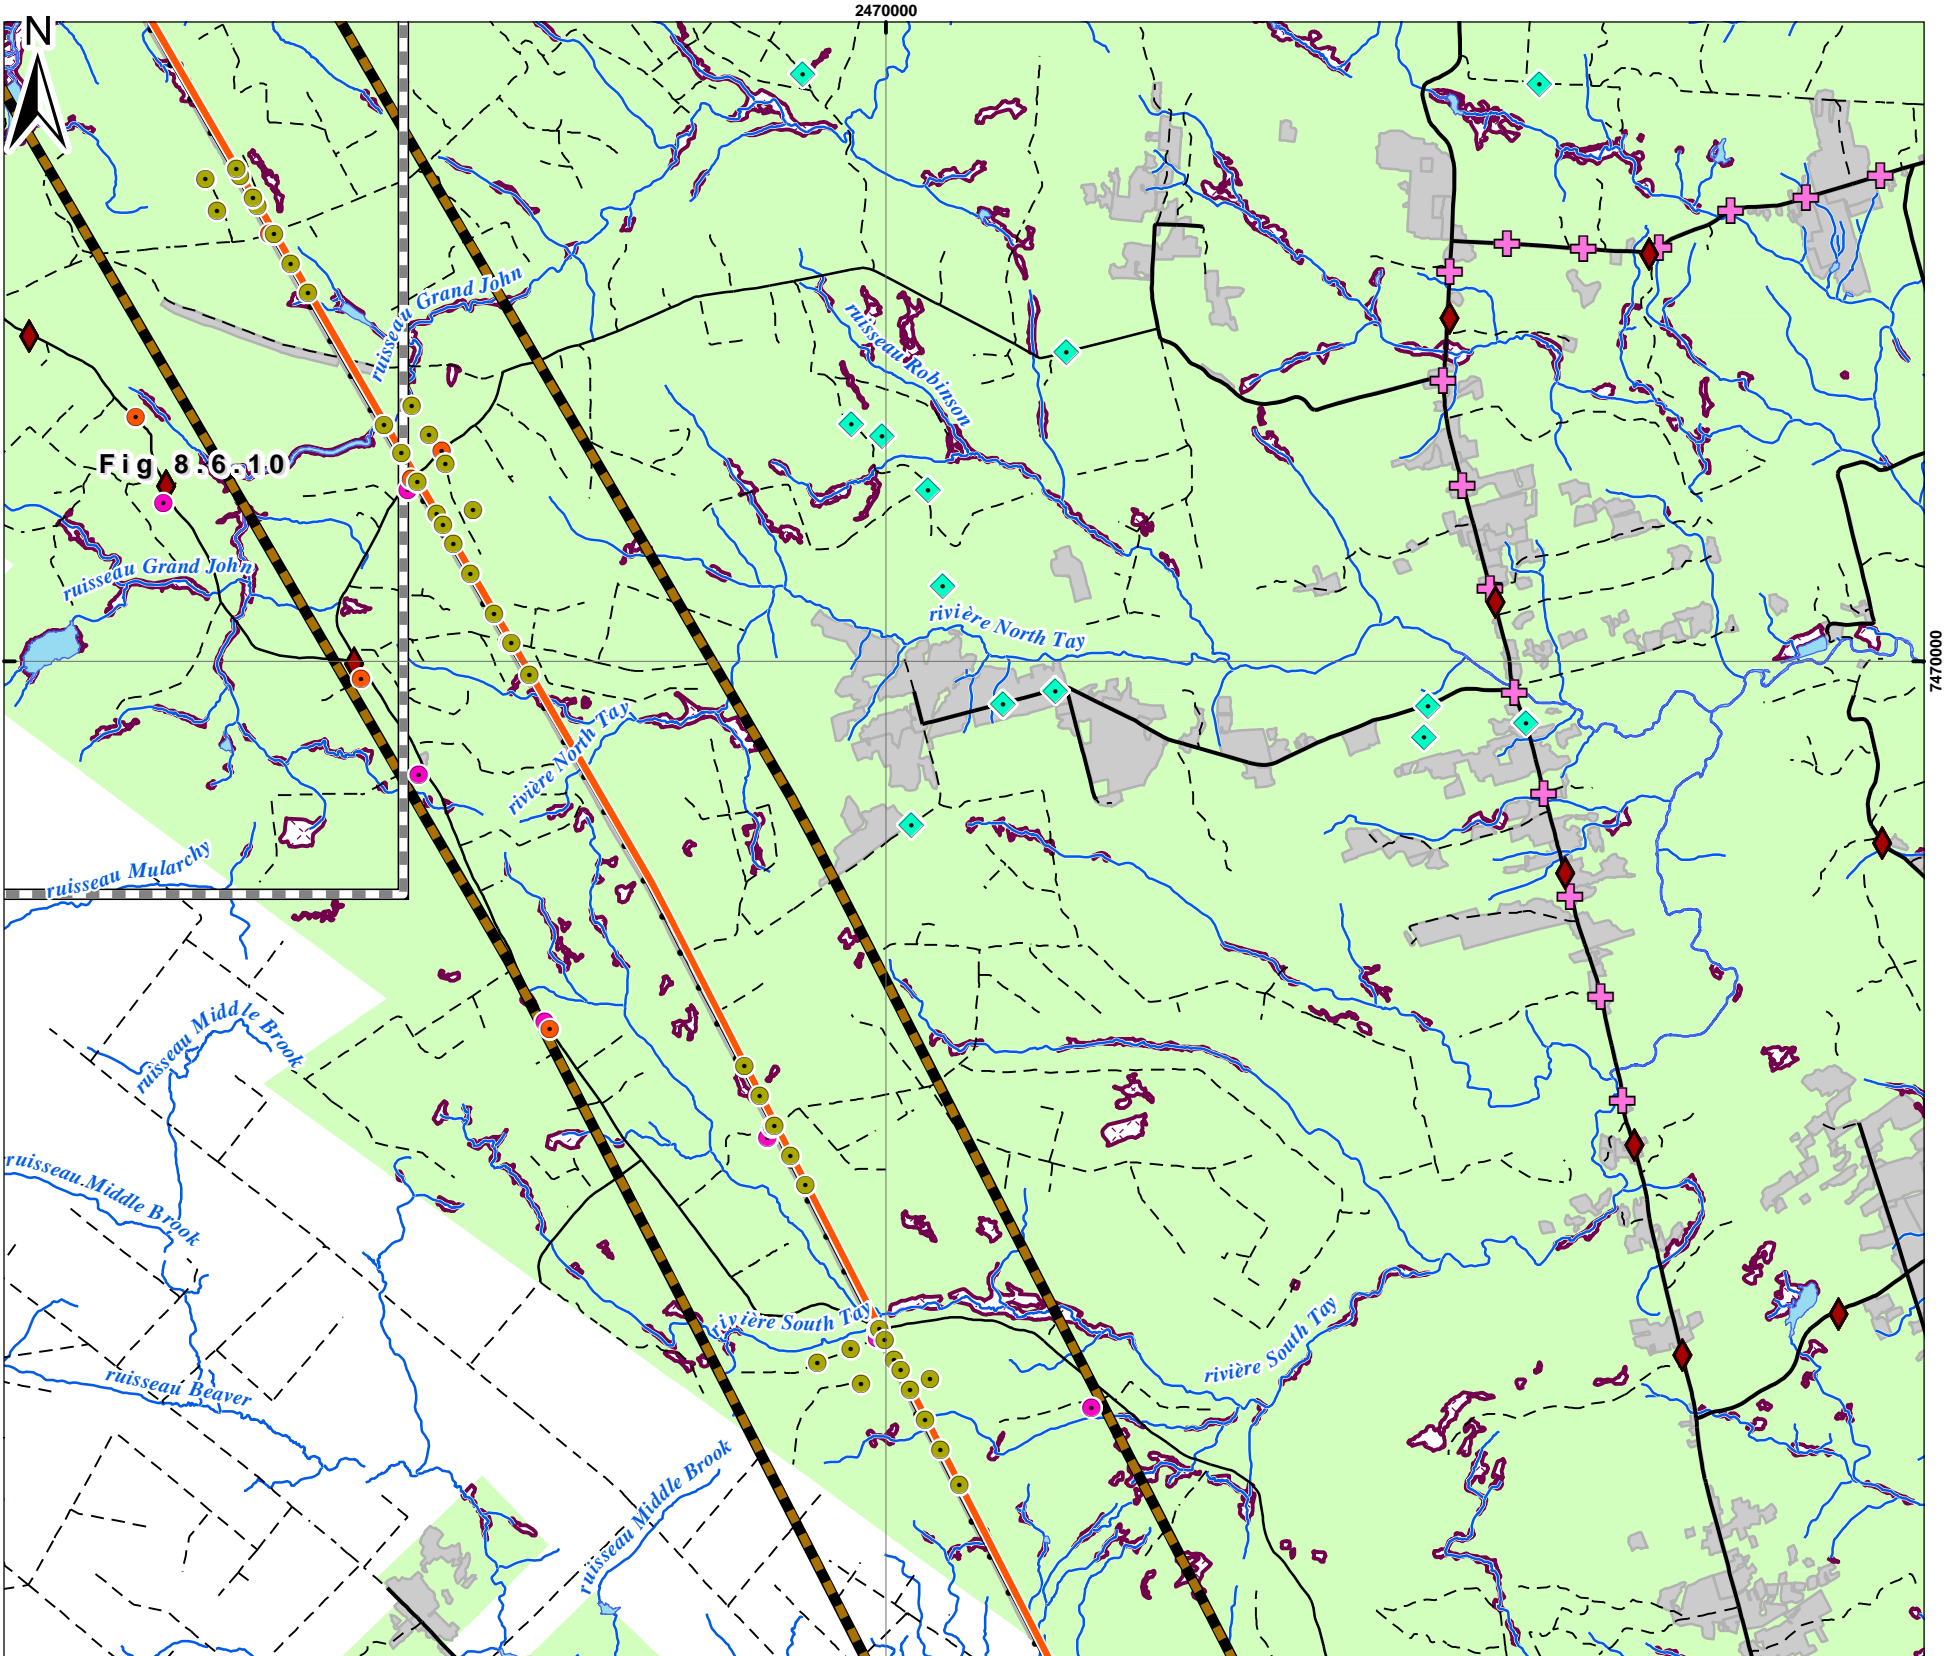 2470000
N
ruisseau Grand John
ruisseau Robinson
Fig 8.6.10
ruisseau Grand John
rivière North Tay
7470000
rivière North Tay
ruisseau Mularchy
ruisseau Middle Brook
ruisseau Middle Brook
rivière South Tay
rivière South Tay
ruisseau Beaver
ruisseau Middle Brook